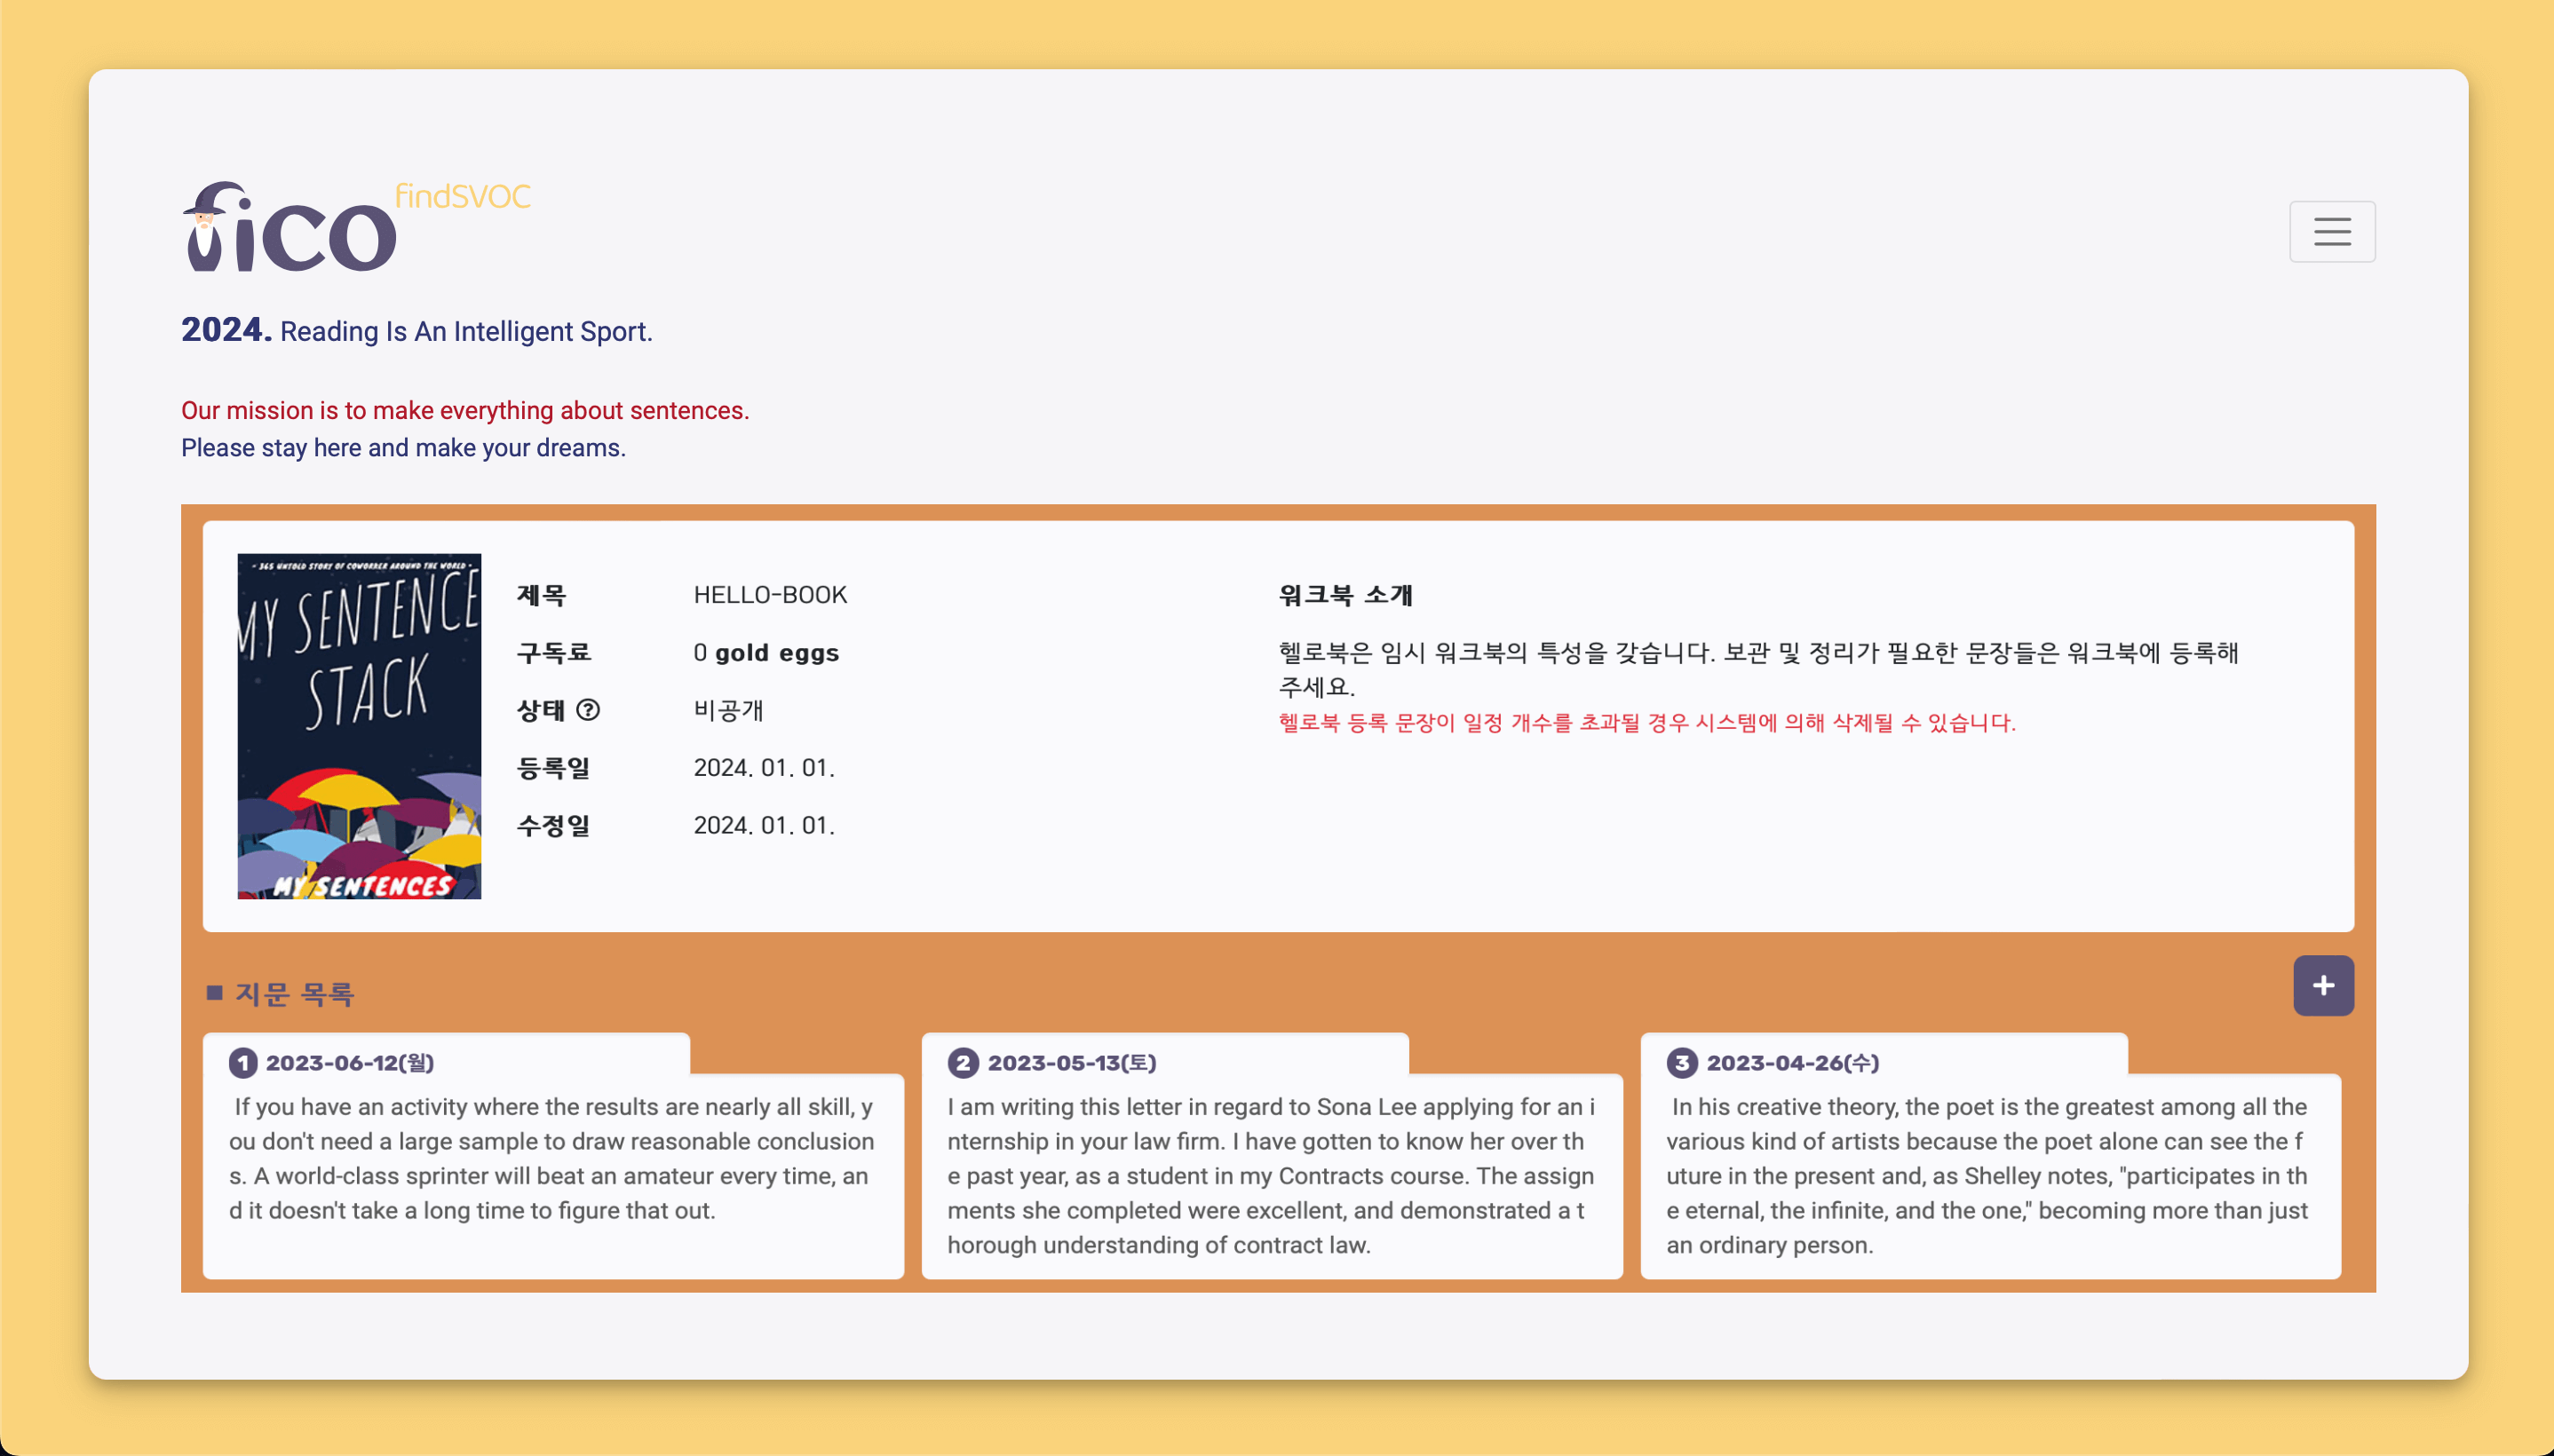 fico findSVOC
2024. Reading Is An Intelligent Sport.
Our mission is to make everything about sentences.
Please stay here and make your dreams.
- 365 UNTOLD STORY OF COWORKER AROUND THE WORLD -
MY SENTENCE
STACK
MY SENTENCES
제목 HELLO-BOOK
구독료 0 gold eggs
상태 ? 비공개
등록일 2024. 01. 01.
수정일 2024. 01. 01.
워크북 소개
헬로북은 임시 워크북의 특성을 갖습니다. 보관 및 정리가 필요한 문장들은 워크북에 등록해
주세요.
헬로북 등록 문장이 일정 개수를 초과될 경우 시스템에 의해 삭제될 수 있습니다.
■ 지문 목록
+
1 2023-06-12(월)
If you have an activity where the results are nearly all skill, y
ou don't need a large sample to draw reasonable conclusion
s. A world-class sprinter will beat an amateur every time, an
d it doesn't take a long time to figure that out.
2 2023-05-13(토)
I am writing this letter in regard to Sona Lee applying for an i
nternship in your law firm. I have gotten to know her over th
e past year, as a student in my Contracts course. The assign
ments she completed were excellent, and demonstrated a t
horough understanding of contract law.
3 2023-04-26(수)
In his creative theory, the poet is the greatest among all the
various kind of artists because the poet alone can see the f
uture in the present and, as Shelley notes, "participates in th
e eternal, the infinite, and the one," becoming more than just
an ordinary person.